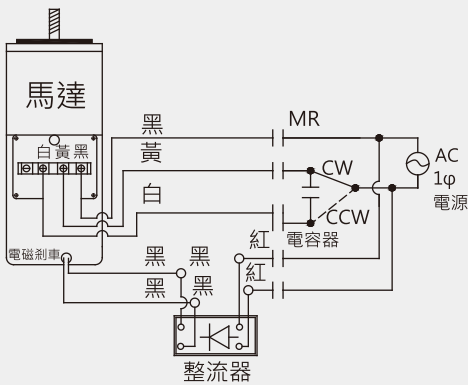 馬達
白黃黑
黑 MR
黃 CW
AC
1φ
電源
白 CCW
電容器
紅
電磁剎車
黑 黑 紅
黑 黑
整流器